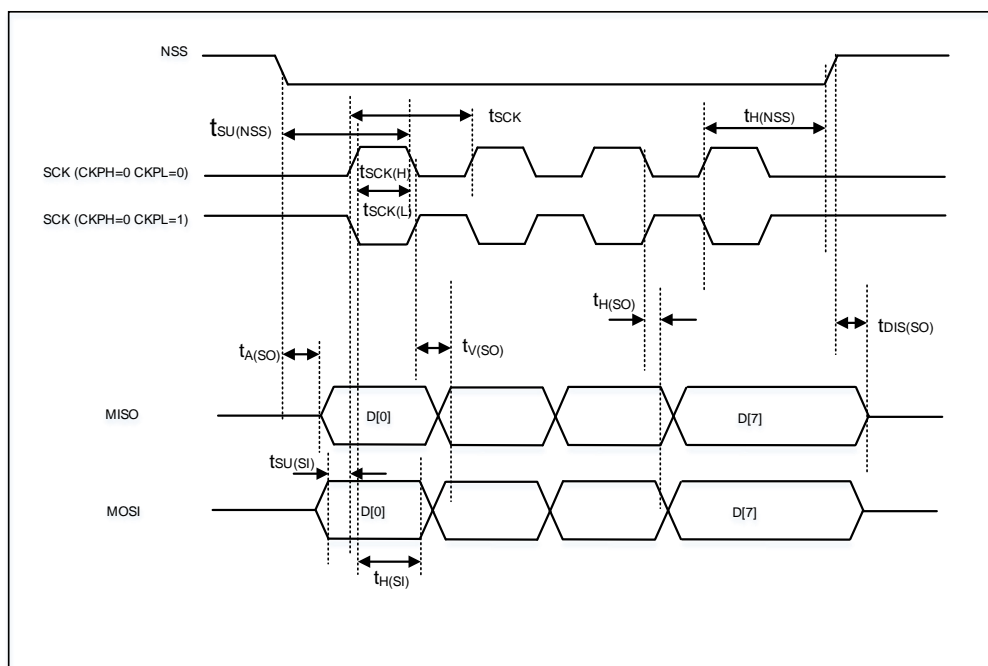 NSS
tSCK
tH(NSS)
tSU(NSS)
SCK (CKPH=0 CKPL=0)
tSCK(H)
tSCK(L)
SCK (CKPH=0 CKPL=1)
tH(SO)
tDIS(SO)
tA(SO)
tV(SO)
MISO
D[0]
D[7]
tSU(SI)
MOSI
D[0]
D[7]
tH(SI)